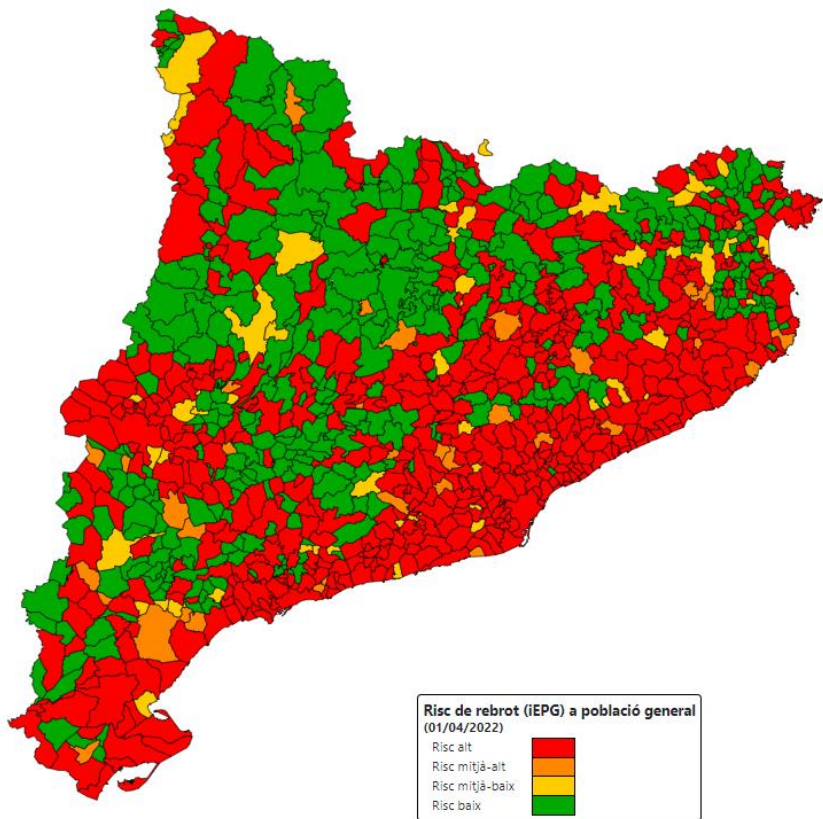 Risc de rebrot (iEPG) a població general
(01/04/2022)
Risc alt
Risc mitjà-alt
Risc mitjà-baix
Risc baix